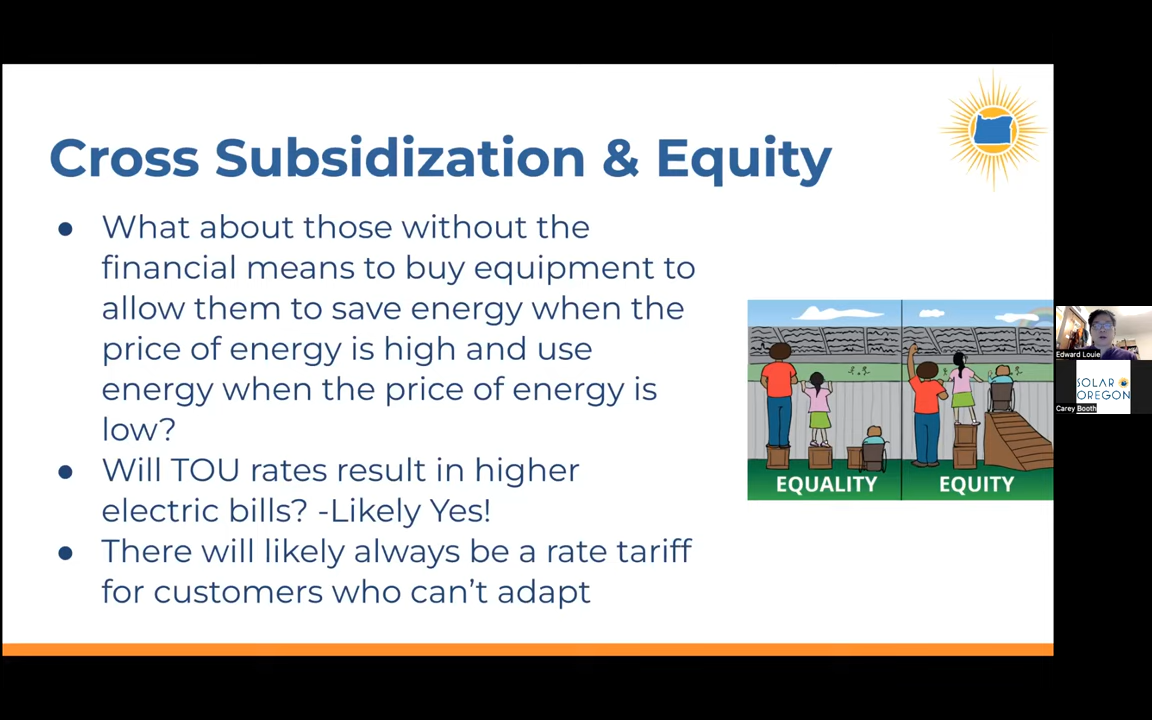 Cross Subsidization & Equity
● What about those without the
financial means to buy equipment to
allow them to save energy when the
price of energy is high and use
energy when the price of energy is
low?
● Will TOU rates result in higher
electric bills? -Likely Yes!
● There will likely always be a rate tariff
for customers who can’t adapt
EQUALITY
EQUITY
Edward Louie
SOLAR
OREGON
Carey Booth